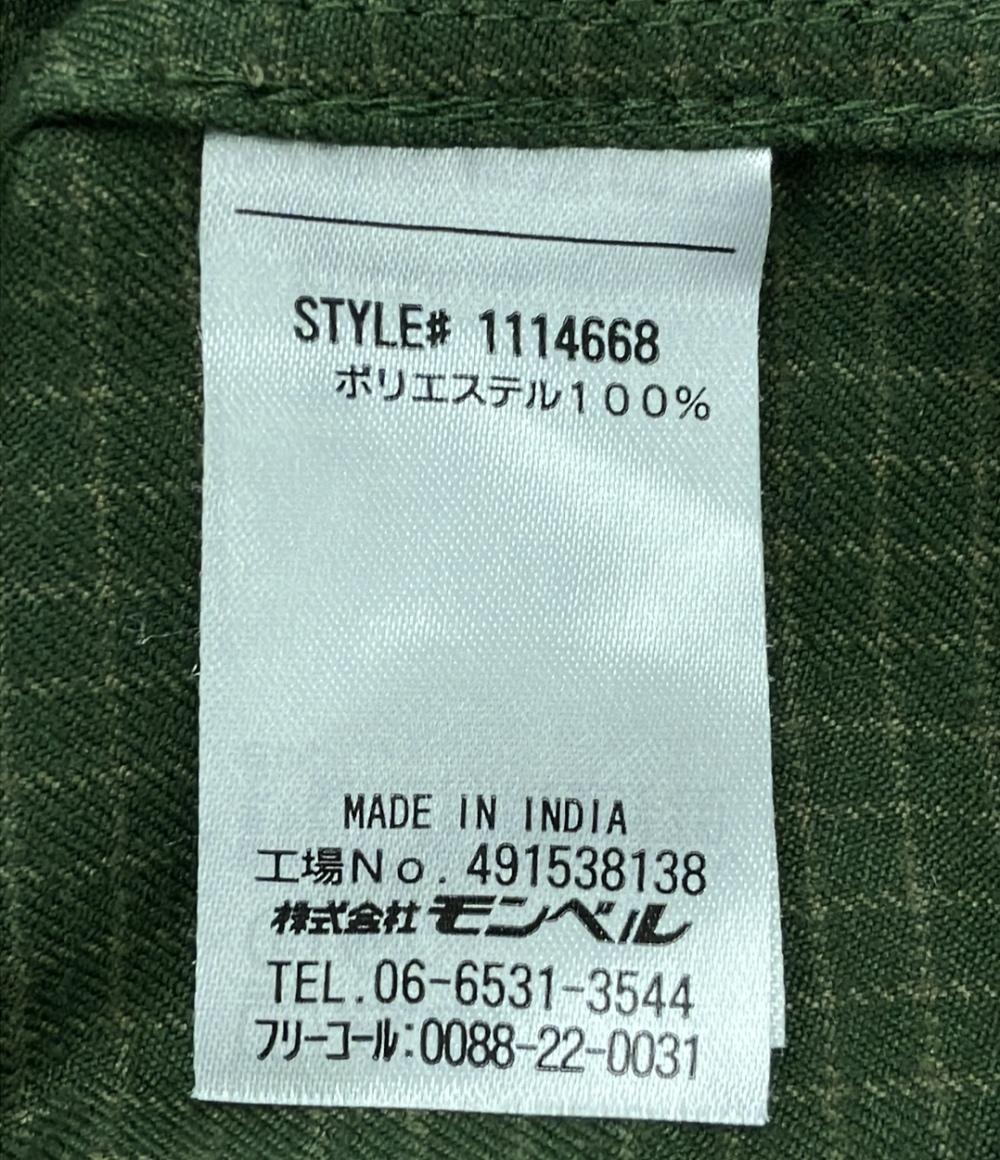 STYLE# 1114668
ポリエステル１００％
MADE IN INDIA
工場Ｎｏ．491538138
株式会社モンベル
TEL.06-6531-3544
フリーコール:0088-22-0031